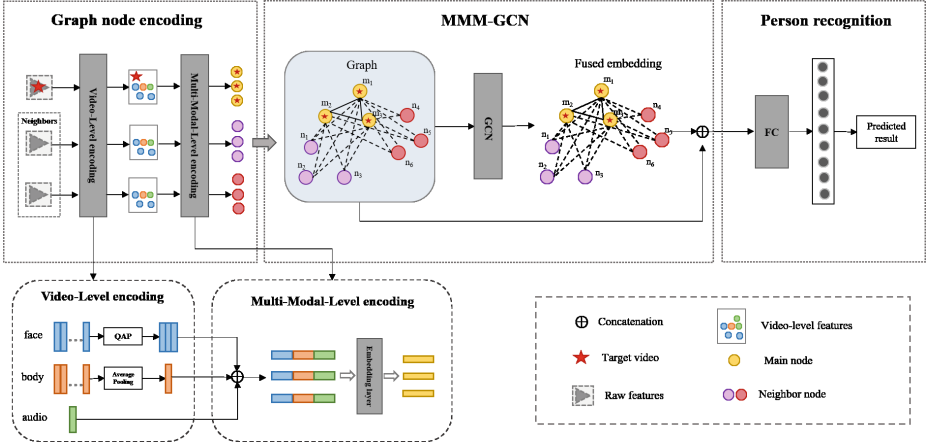 Graph node encoding
MMM-GCN
Person recognition
Neighbors
Video-Level encoding
Multi-Modal-Level encoding
Graph
m₁
m₂
m₃
n₁
n₂
n₃
n₄
n₅
n₆
GCN
Fused embedding
m₁
m₂
m₃
n₁
n₂
n₃
n₄
n₅
n₆
FC
Predicted
result
Video-Level encoding
face
QAP
body
Average
Pooling
audio
Multi-Modal-Level encoding
Embedding
layer
Concatenation
Video-level features
Target video
Main node
Raw features
Neighbor node